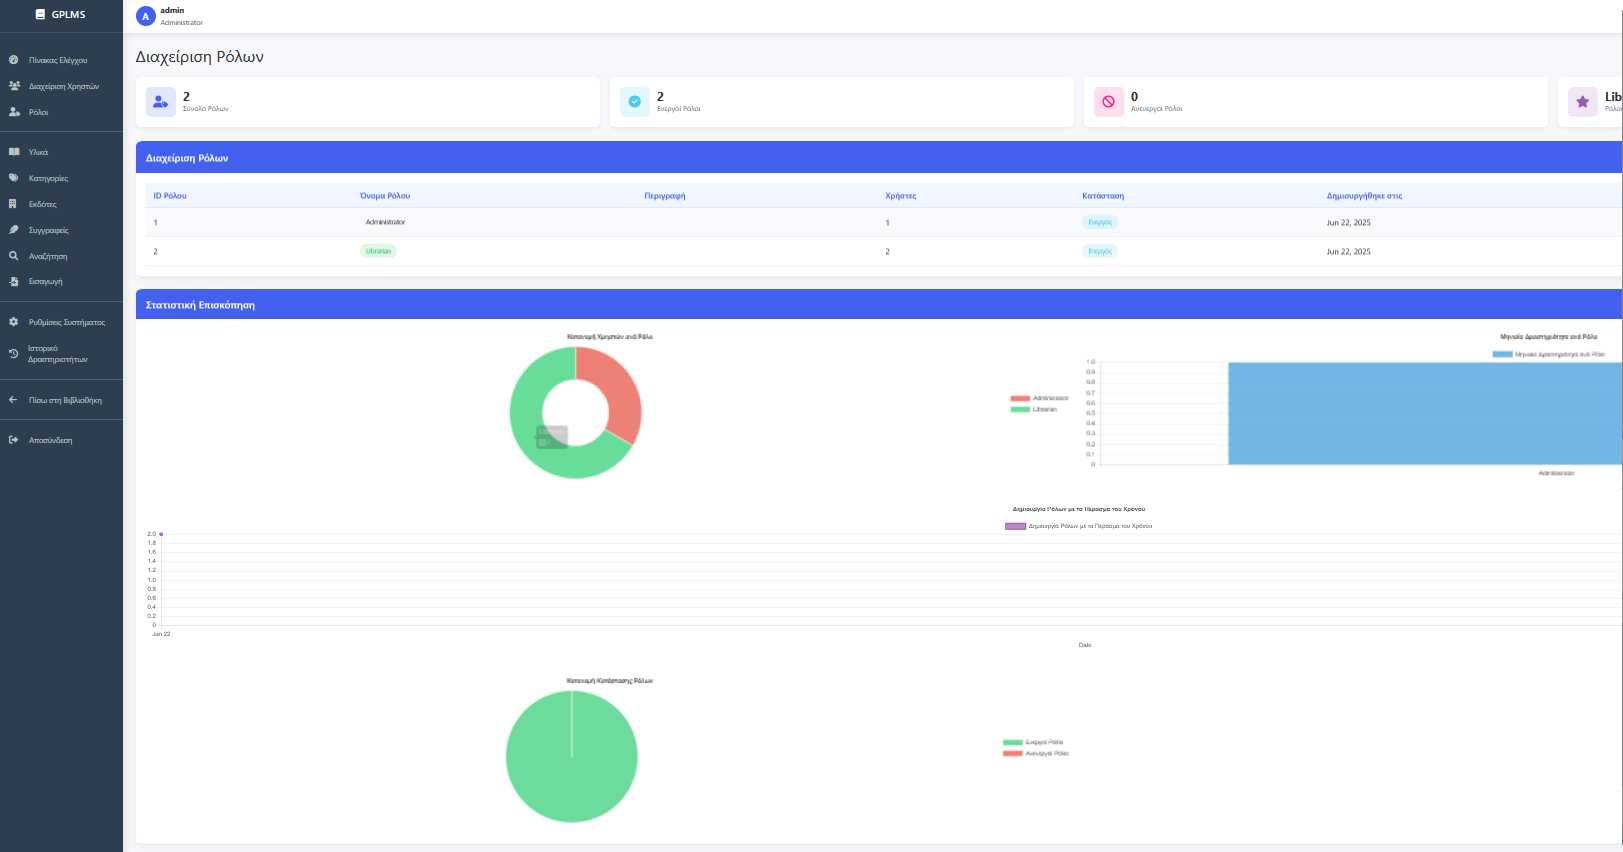 GPLMS
Πίνακας Ελέγχου
Διαχείριση Χρηστών
Ρόλοι
Υλικά
Κατηγορίες
Εκδότες
Συγγραφείς
Αναζήτηση
Εισαγωγή
Ρυθμίσεις Συστήματος
Ιστορικό
Δραστηριοτήτων
Πίσω στη Βιβλιοθήκη
Αποσύνδεση
A
admin
Administrator
Διαχείριση Ρόλων
2
Σύνολο Ρόλων
2
Ενεργοί Ρόλοι
0
Ανενεργοί Ρόλοι
Lib
Ρόλος
Διαχείριση Ρόλων
ID Ρόλου Όνομα Ρόλου Περιγραφή Χρήστες Κατάσταση Δημιουργήθηκε στις
1 Administrator 1 Ενεργός Jun 22, 2025
2 Librarian 2 Ενεργός Jun 22, 2025
Στατιστική Επισκόπηση
Κατανομή Χρηστών ανά Ρόλο
Administrator
Librarian
Μηνιαία Δραστηριότητα ανά Ρόλο
Μηνιαία Δραστηριότητα ανά Ρόλο
1.0
0.9
0.8
0.7
0.6
0.5
0.4
0.3
0.2
0.1
0
Administrator
Δημιουργία Ρόλων με το Πέρασμα του Χρόνου
Δημιουργία Ρόλων με το Πέρασμα του Χρόνου
2.0
1.8
1.6
1.4
1.2
1.0
0.8
0.6
0.4
0.2
0
Jun 22
Date
Κατανομή Κατάστασης Ρόλων
Ενεργοί Ρόλοι
Ανενεργοί Ρόλοι